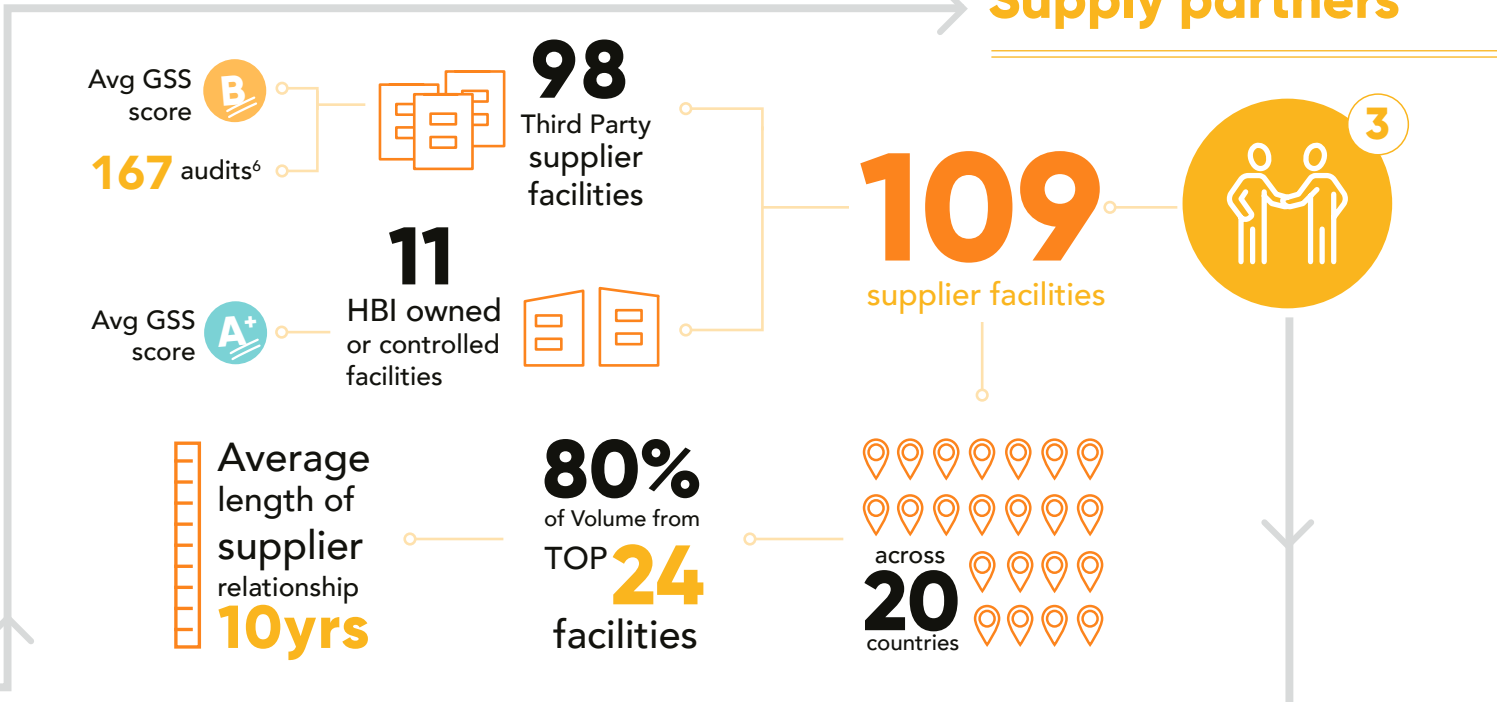 Supply partners
3
109
supplier facilities
98
Third Party
supplier
facilities
Avg GSS
score
B
167 audits⁶
11
HBI owned
or controlled
facilities
Avg GSS
score
A+
across
20
countries
80%
of Volume from
TOP 24
facilities
Average
length of
supplier
relationship
10yrs